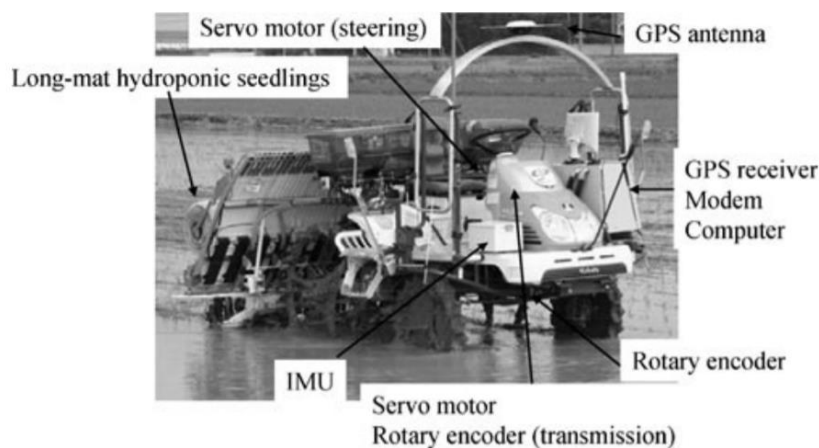 Servo motor (steering)
GPS antenna
Long-mat hydroponic seedlings
GPS receiver
Modem
Computer
Kubota
Rotary encoder
IMU
Servo motor
Rotary encoder (transmission)